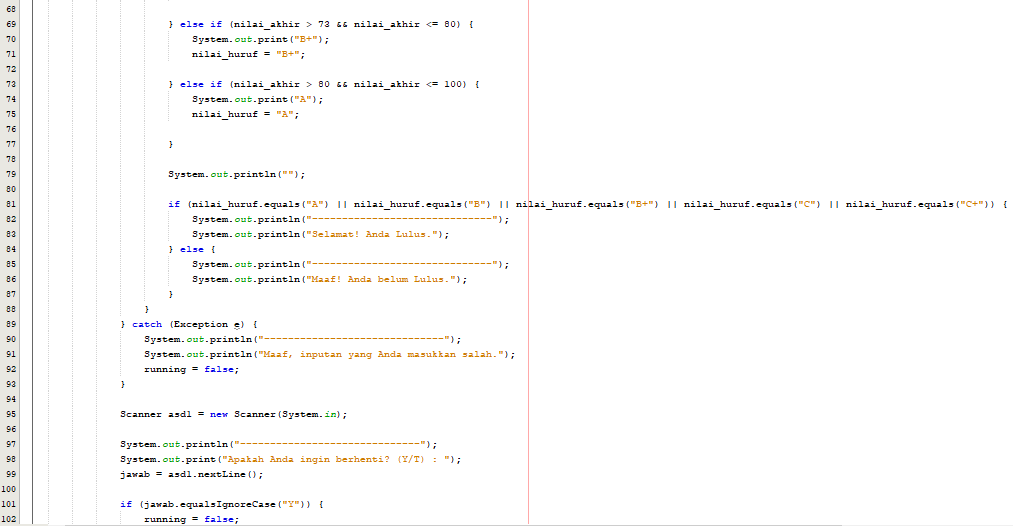 68
69 } else if (nilai_akhir > 73 && nilai_akhir <= 80) {
70 System.out.print("B+");
71 nilai_huruf = "B+";
72
73 } else if (nilai_akhir > 80 && nilai_akhir <= 100) {
74 System.out.print("A");
75 nilai_huruf = "A";
76
77 }
78
79 System.out.println("");
80
81 if (nilai_huruf.equals("A") || nilai_huruf.equals("B") || nilai_huruf.equals("B+") || nilai_huruf.equals("C") || nilai_huruf.equals("C+")) {
82 System.out.println("------------------------------");
83 System.out.println("Selamat! Anda Lulus.");
84 } else {
85 System.out.println("------------------------------");
86 System.out.println("Maaf! Anda belum Lulus.");
87 }
88 }
89 } catch (Exception e) {
90 System.out.println("------------------------------");
91 System.out.println("Maaf, inputan yang Anda masukkan salah.");
92 running = false;
93 }
94
95 Scanner asd1 = new Scanner(System.in);
96
97 System.out.println("------------------------------");
98 System.out.print("Apakah Anda ingin berhenti? (Y/T) : ");
99 jawab = asd1.nextLine();
100
101 if (jawab.equalsIgnoreCase("Y")) {
102 running = false;